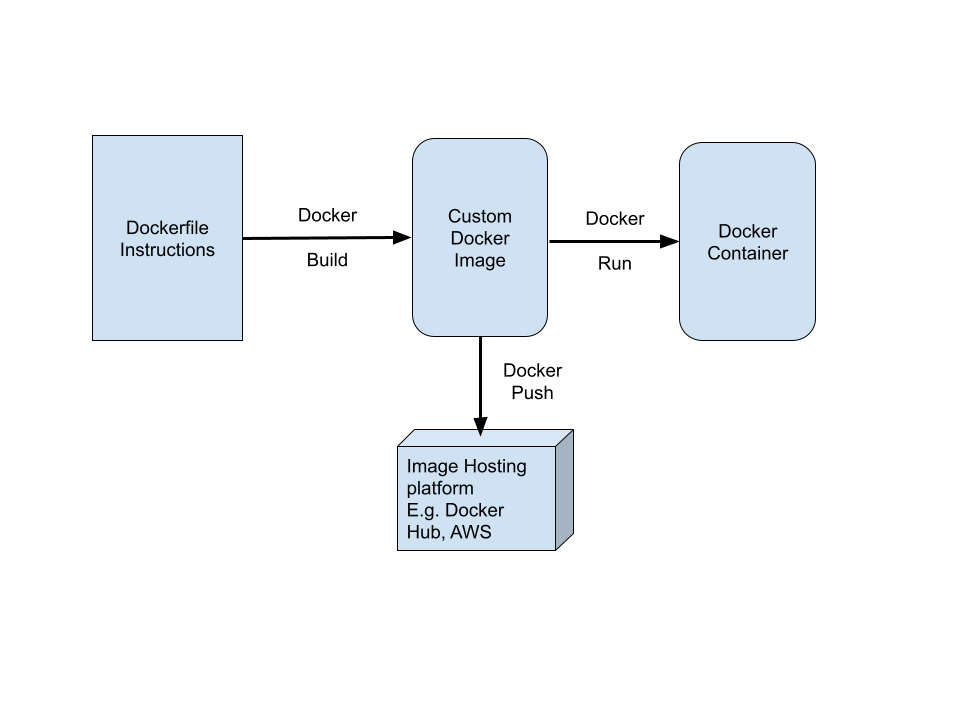 Dockerfile
Instructions
Docker
Build
Custom
Docker
Image
Docker
Run
Docker
Container
Docker
Push
Image Hosting
platform
E.g. Docker
Hub, AWS